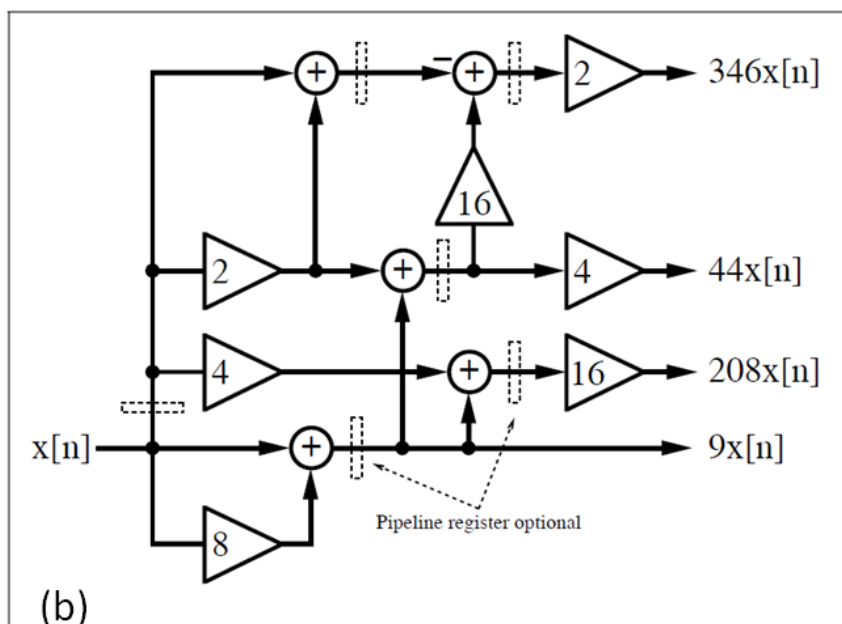 +
−
+
2
346x[n]
16
2
+
4
44x[n]
4
+
16
208x[n]
x[n]
+
9x[n]
Pipeline register optional
8
(b)